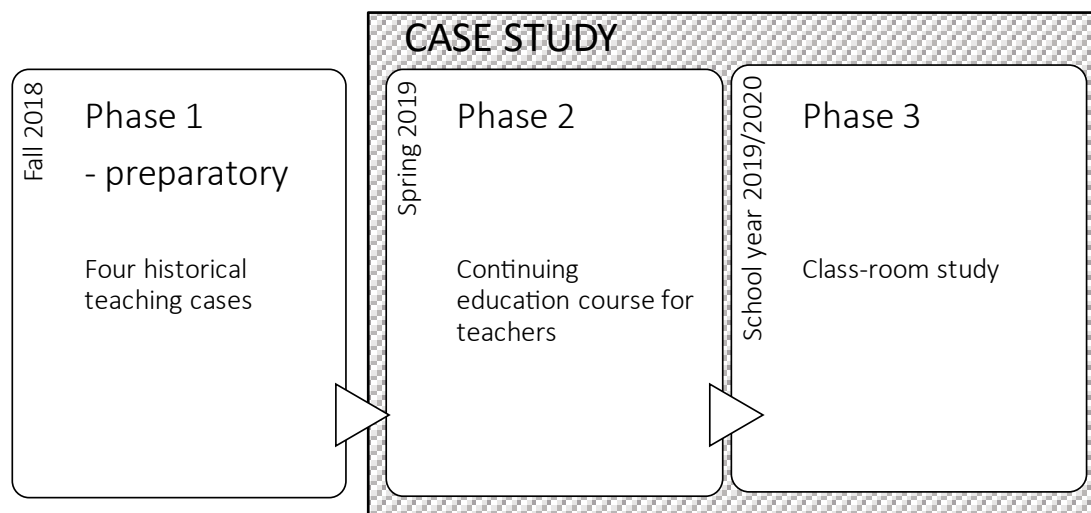 CASE STUDY
Fall 2018
Phase 1
- preparatory
Four historical
teaching cases
Spring 2019
Phase 2
Continuing
education course for
teachers
School year 2019/2020
Phase 3
Class-room study